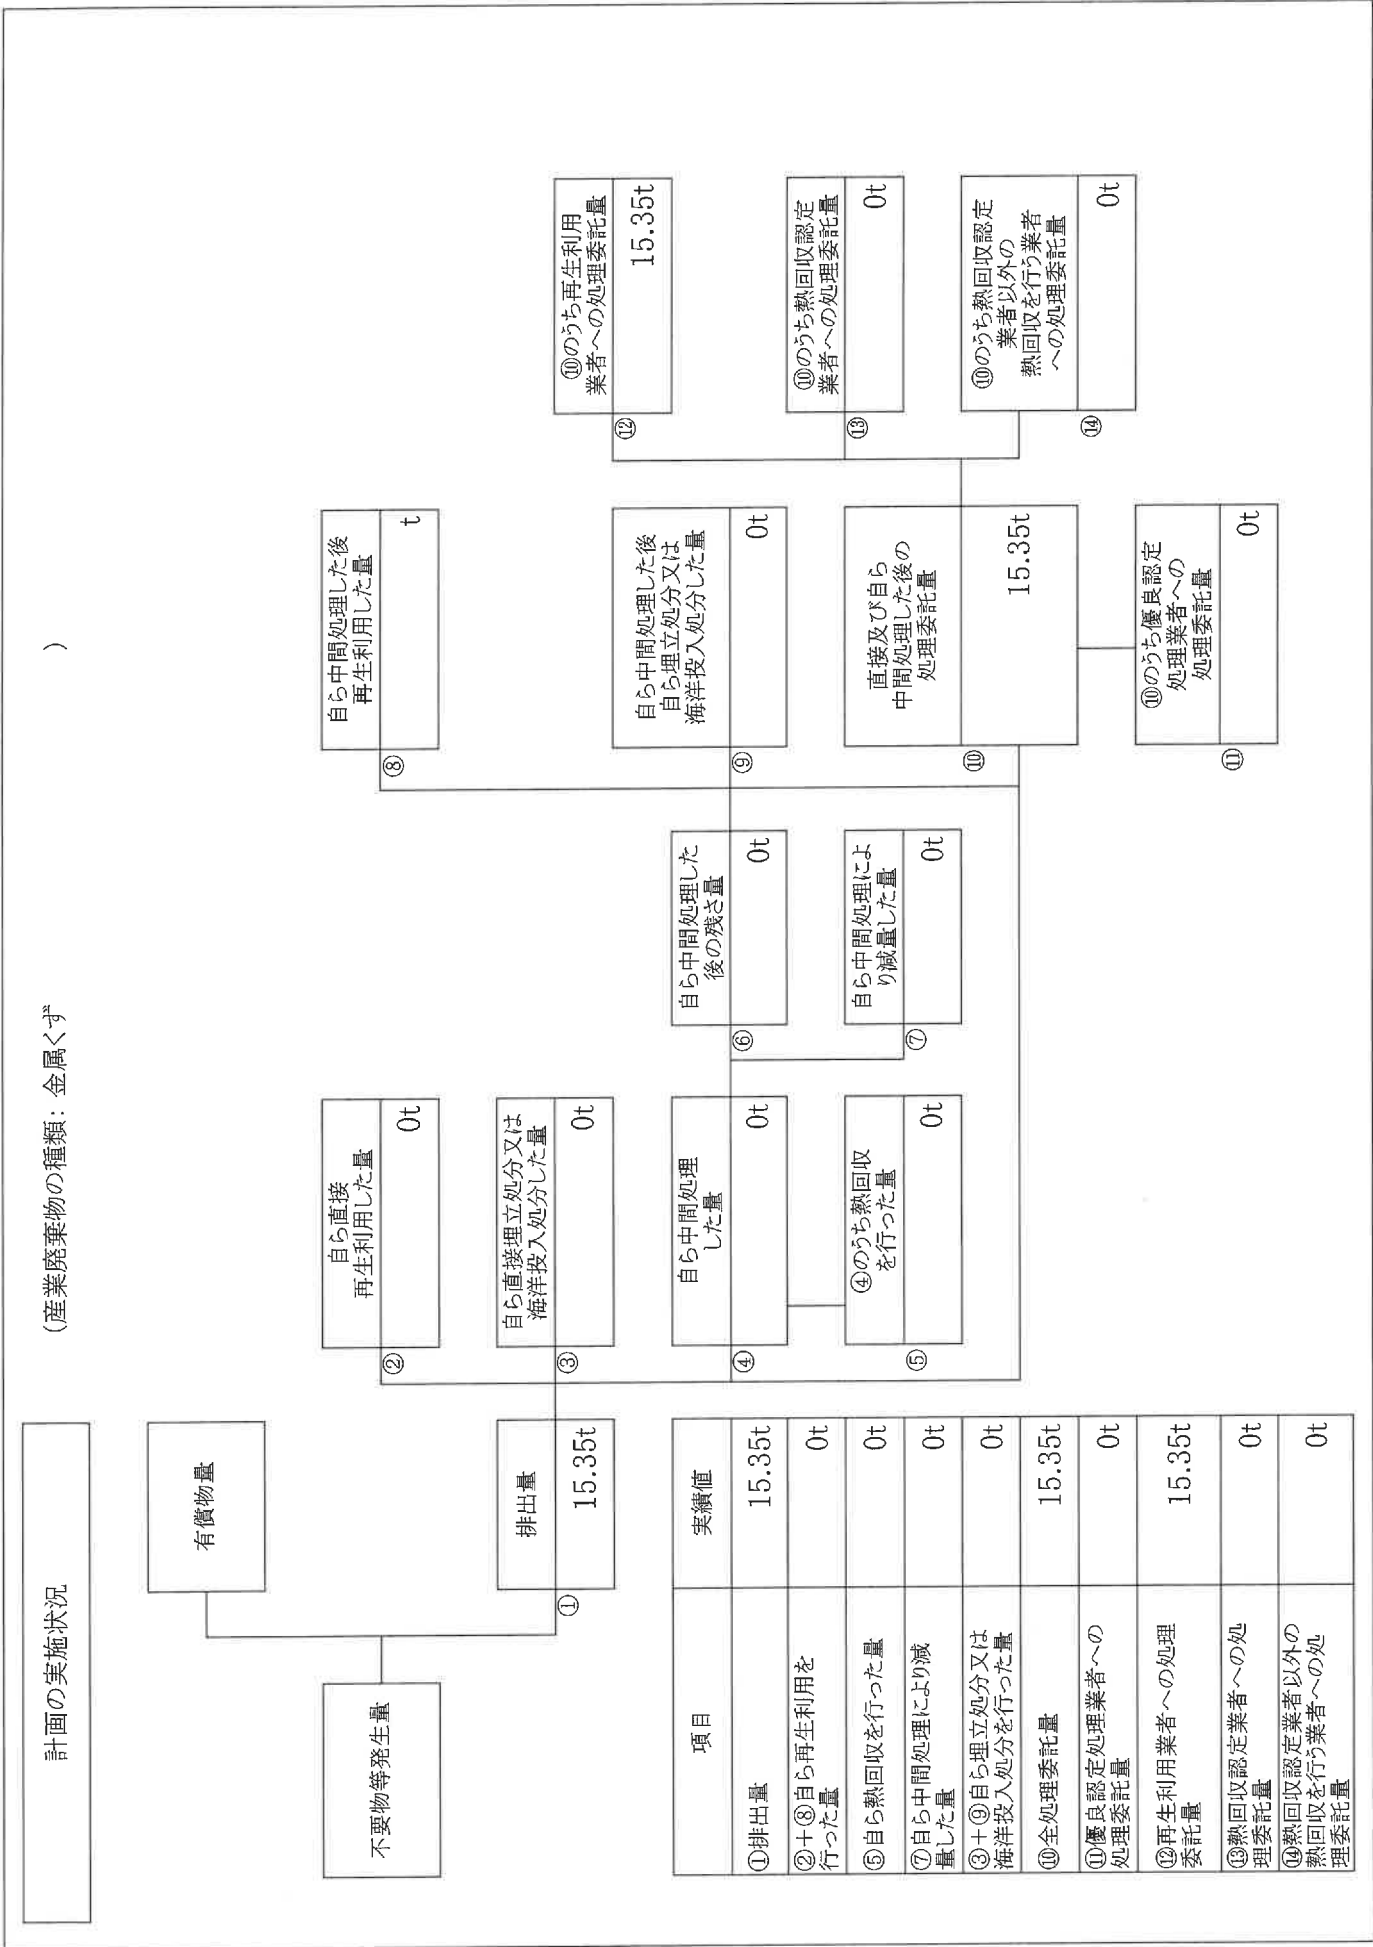 計画の実施状況
(産業廃棄物の種類：金属くず )
不要物等発生量
有償物量
①
排出量
15.35t
②
自ら直接
再生利用した量
0t
③
自ら直接埋立処分又は
海洋投入処分した量
0t
④
自ら中間処理
した量
0t
⑤
④のうち熱回収
を行った量
0t
⑥
自ら中間処理した
後の残さ量
0t
⑦
自ら中間処理によ
り減量した量
0t
⑧
自ら中間処理した後
再生利用した量
t
⑨
自ら中間処理した後
自ら埋立処分又は
海洋投入処分した量
0t
⑩
直接及び自ら
中間処理した後の
処理委託量
15.35t
⑪
⑩のうち優良認定
処理業者への
処理委託量
0t
⑫
⑩のうち再生利用
業者への処理委託量
15.35t
⑬
⑩のうち熱回収認定
業者への処理委託量
0t
⑭
⑩のうち熱回収認定
業者以外の
熱回収を行う業者
への処理委託量
0t
項目 実績値
①排出量 15.35t
②＋⑧自ら再生利用を
行った量 0t
⑤自ら熱回収を行った量 0t
⑦自ら中間処理により減
量した量 0t
③＋⑨自ら埋立処分又は
海洋投入処分を行った量 0t
⑩全処理委託量 15.35t
⑪優良認定処理業者への
処理委託量 0t
⑫再生利用業者への処理
委託量 15.35t
⑬熱回収認定業者への処
理委託量 0t
⑭熱回収認定業者以外の
熱回収を行う業者への処
理委託量 0t